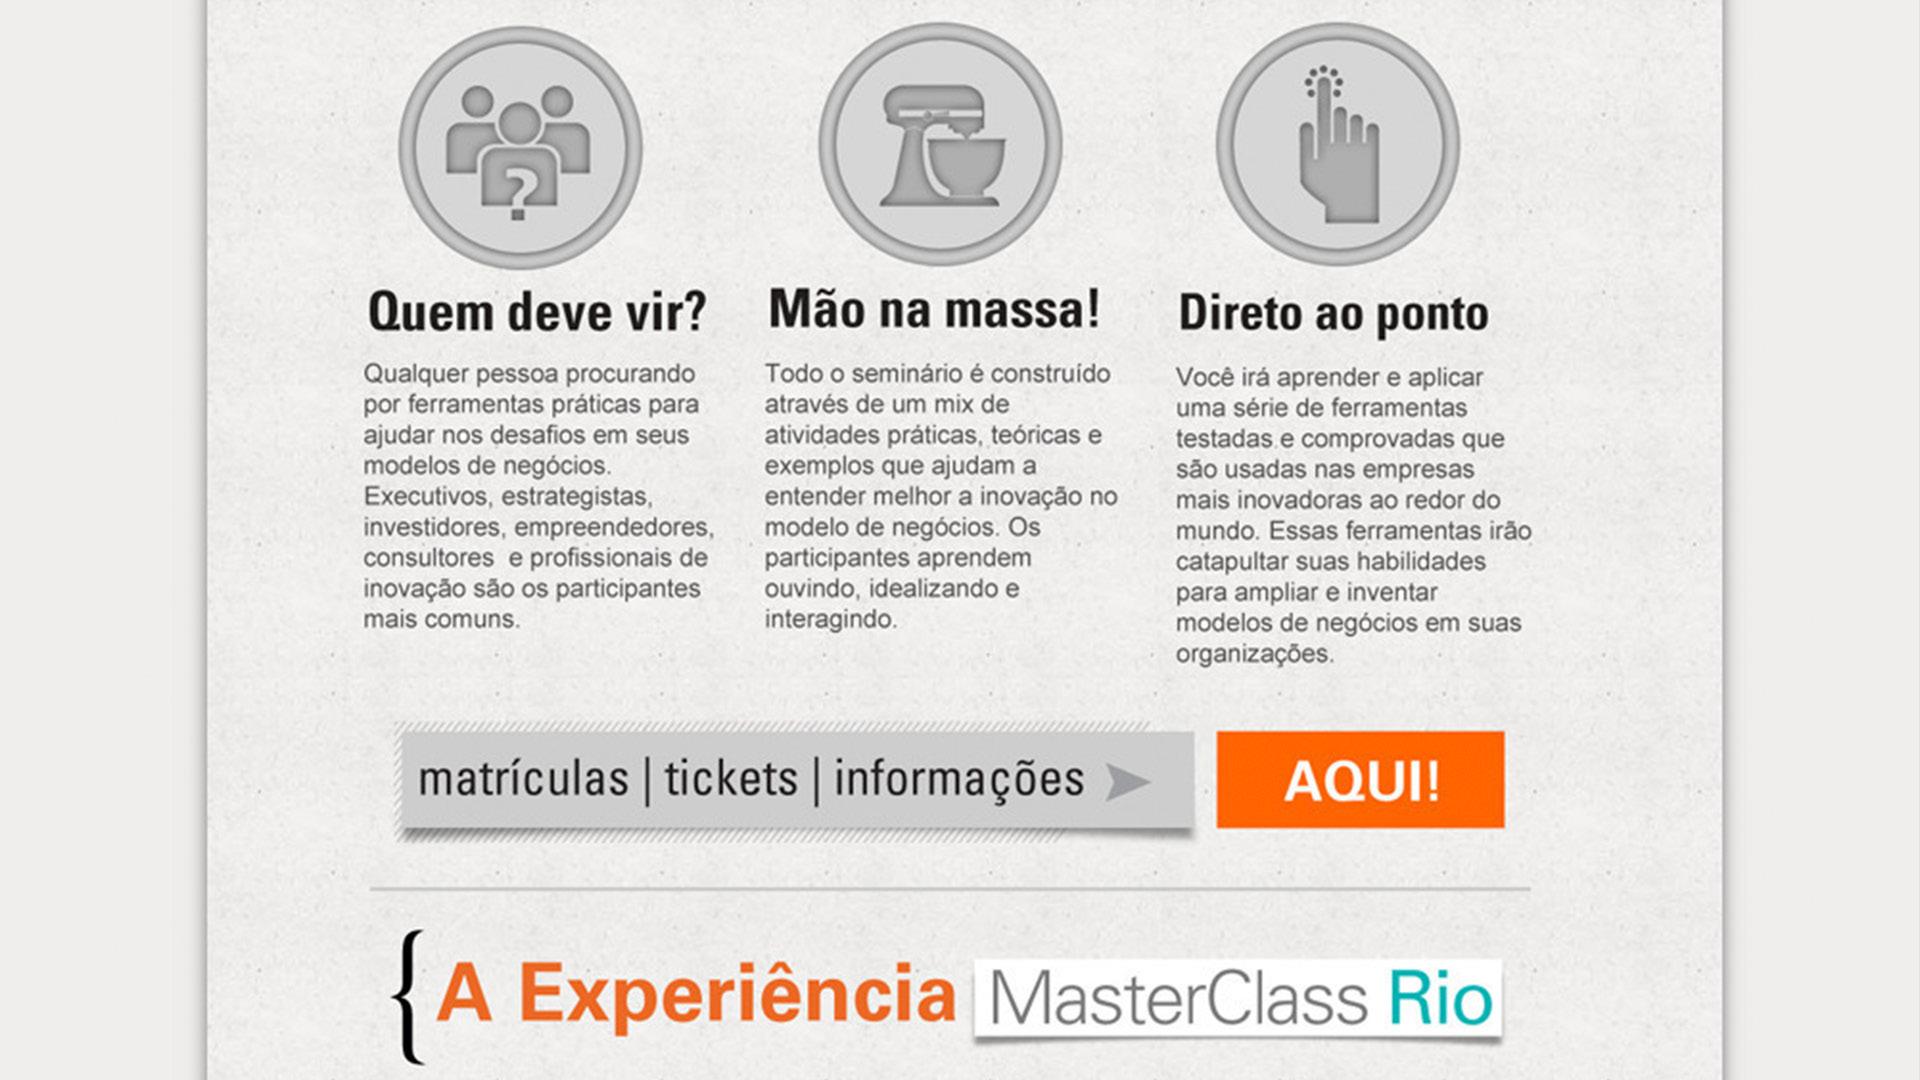 ?
Quem deve vir?
Qualquer pessoa procurando
por ferramentas práticas para
ajudar nos desafios em seus
modelos de negócios.
Executivos, estrategistas,
investidores, empreendedores,
consultores  e profissionais de
inovação são os participantes
mais comuns.
Mão na massa!
Todo o seminário é construído
através de um mix de
atividades práticas, teóricas e
exemplos que ajudam a
entender melhor a inovação no
modelo de negócios. Os
participantes aprendem
ouvindo, idealizando e
interagindo.
Direto ao ponto
Você irá aprender e aplicar
uma série de ferramentas
testadas e comprovadas que
são usadas nas empresas
mais inovadoras ao redor do
mundo. Essas ferramentas irão
catapultar suas habilidades
para ampliar e inventar
modelos de negócios em suas
organizações.
matrículas | tickets | informações
AQUI!
{ A Experiência MasterClass Rio